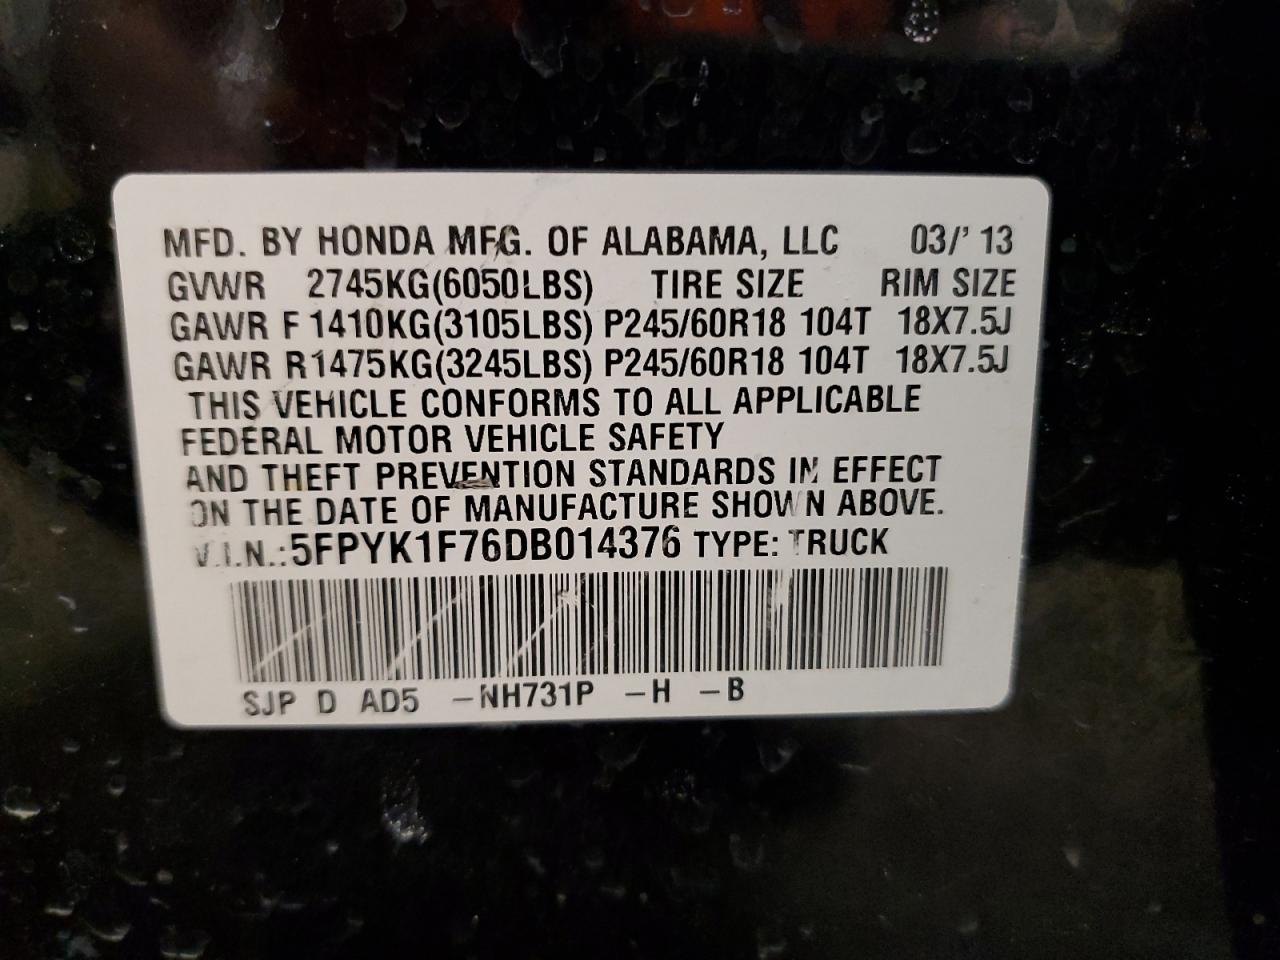 MFD. BY HONDA MFG. OF ALABAMA, LLC 03/' 13
GVWR 2745KG(6050LBS) TIRE SIZE RIM SIZE
GAWR F 1410KG(3105LBS) P245/60R18 104T 18X7.5J
GAWR R1475KG(3245LBS) P245/60R18 104T 18X7.5J
THIS VEHICLE CONFORMS TO ALL APPLICABLE
FEDERAL MOTOR VEHICLE SAFETY
AND THEFT PREVENTION STANDARDS IN EFFECT
ON THE DATE OF MANUFACTURE SHOWN ABOVE.
V.I.N.:5FPYK1F76DB014376 TYPE: TRUCK
SJP D AD5 –NH731P –H –B